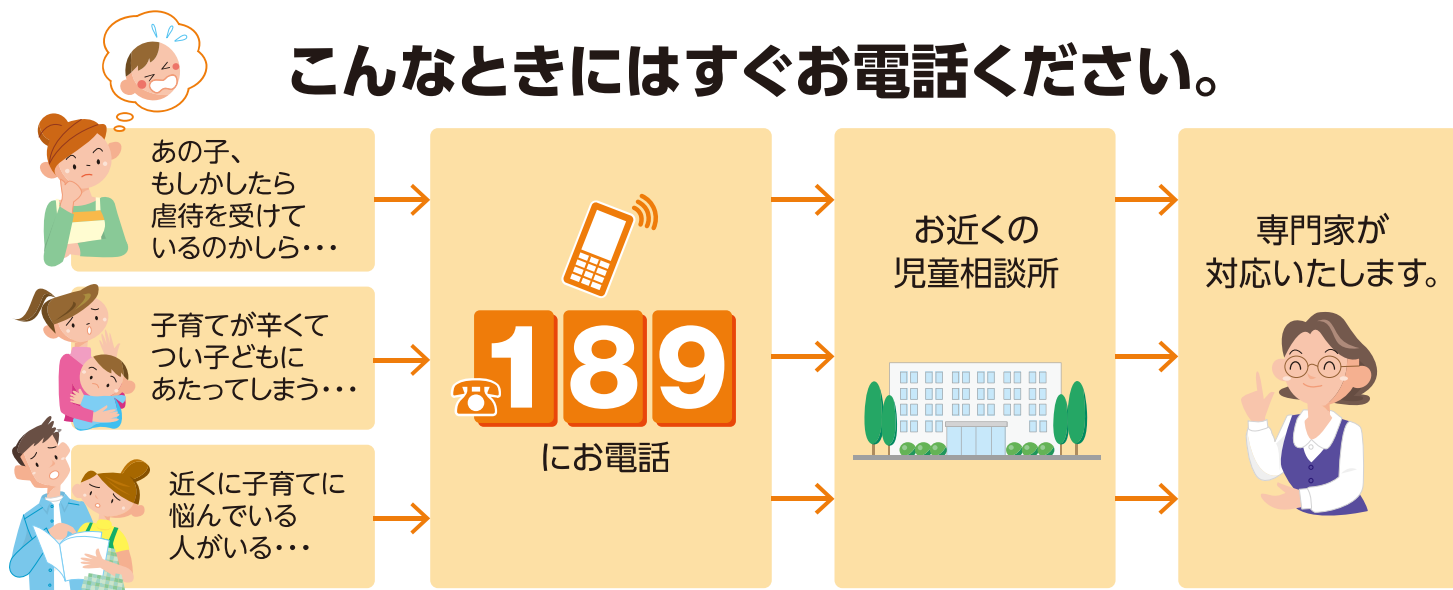 こんなときにはすぐお電話ください。
あの子、
もしかしたら
虐待を受けて
いるのかしら・・・
子育てが辛くて
つい子どもに
あたってしまう・・・
近くに子育てに
悩んでいる
人がいる・・・
189
にお電話
お近くの
児童相談所
専門家が
対応いたします。